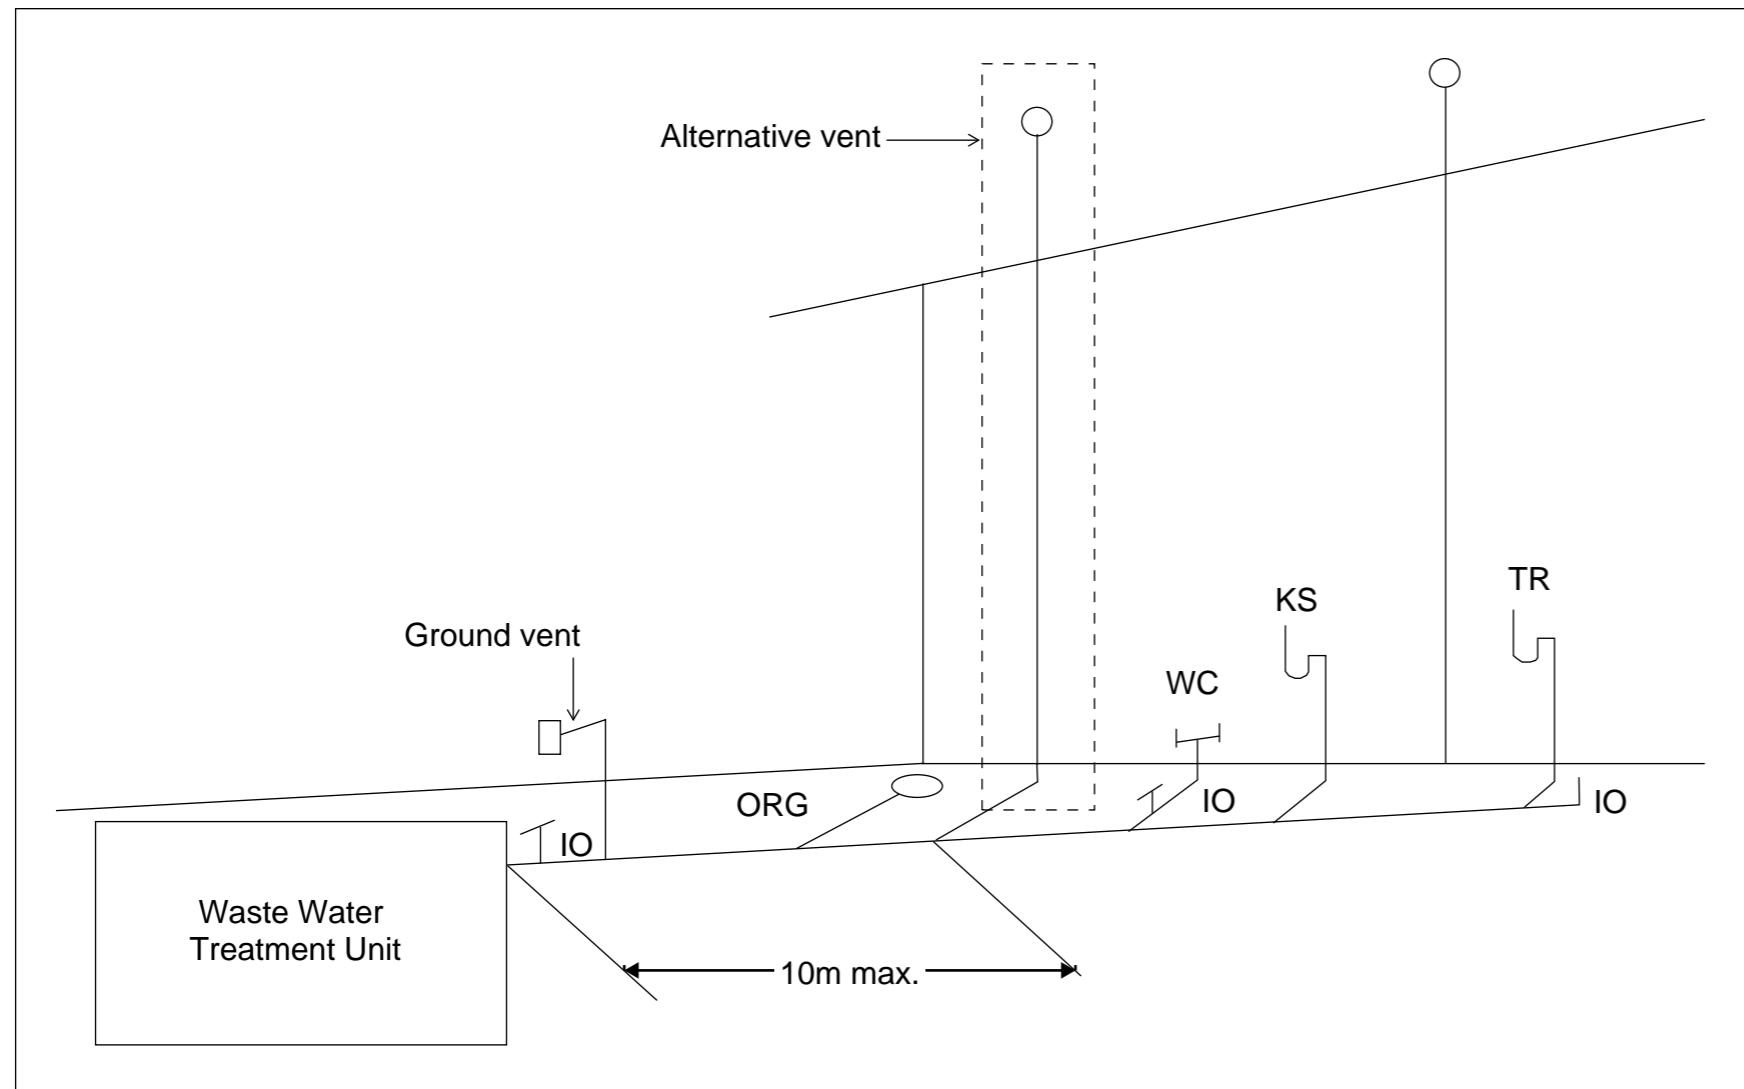 Alternative vent
TR
KS
Ground vent
WC
ORG
IO
IO
IO
Waste Water
Treatment Unit
10m max.